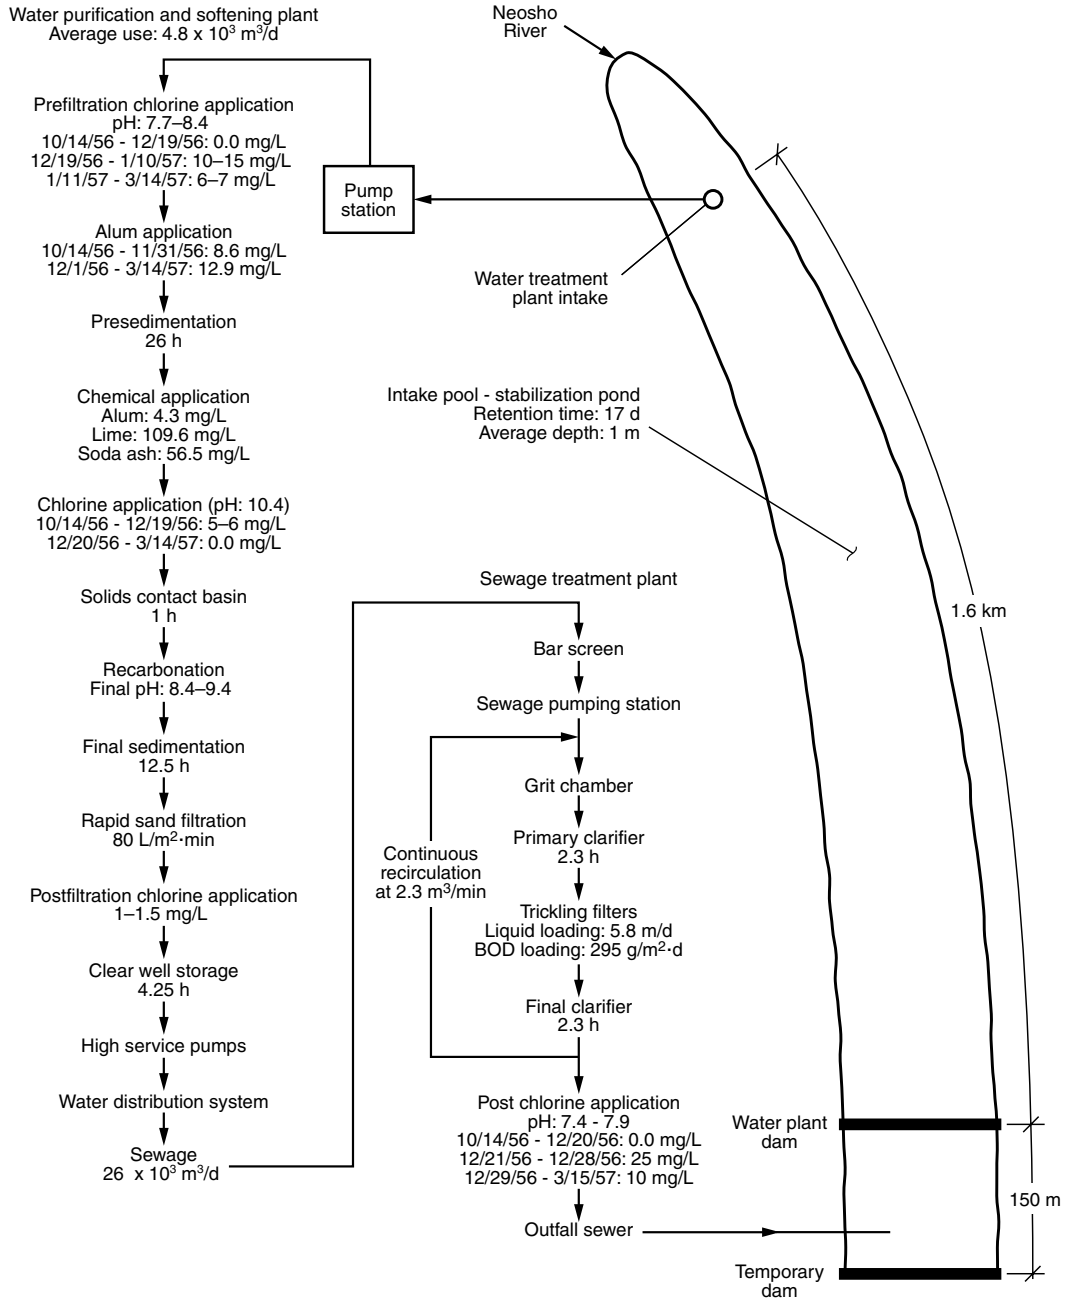 Water purification and softening plant
Average use: 4.8 x 10³ m³/d
Prefiltration chlorine application
pH: 7.7–8.4
10/14/56 - 12/19/56: 0.0 mg/L
12/19/56 - 1/10/57: 10–15 mg/L
1/11/57 - 3/14/57: 6–7 mg/L
Alum application
10/14/56 - 11/31/56: 8.6 mg/L
12/1/56 - 3/14/57: 12.9 mg/L
Presedimentation
26 h
Chemical application
Alum: 4.3 mg/L
Lime: 109.6 mg/L
Soda ash: 56.5 mg/L
Chlorine application (pH: 10.4)
10/14/56 - 12/19/56: 5–6 mg/L
12/20/56 - 3/14/57: 0.0 mg/L
Solids contact basin
1 h
Recarbonation
Final pH: 8.4–9.4
Final sedimentation
12.5 h
Rapid sand filtration
80 L/m²·min
Postfiltration chlorine application
1–1.5 mg/L
Clear well storage
4.25 h
High service pumps
Water distribution system
Sewage
26 x 10³ m³/d
Pump
station
Neosho
River
Water treatment
plant intake
Intake pool - stabilization pond
Retention time: 17 d
Average depth: 1 m
Sewage treatment plant
Bar screen
Sewage pumping station
Grit chamber
Primary clarifier
2.3 h
Continuous
recirculation
at 2.3 m³/min
Trickling filters
Liquid loading: 5.8 m/d
BOD loading: 295 g/m²·d
Final clarifier
2.3 h
Post chlorine application
pH: 7.4 - 7.9
10/14/56 - 12/20/56: 0.0 mg/L
12/21/56 - 12/28/56: 25 mg/L
12/29/56 - 3/15/57: 10 mg/L
Outfall sewer
1.6 km
Water plant
dam
150 m
Temporary
dam